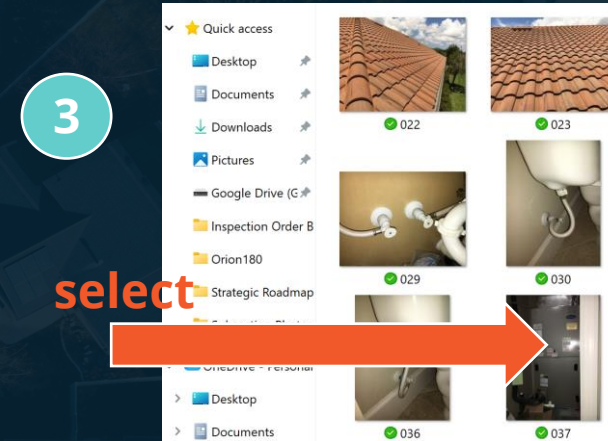 Quick access
Desktop
Documents
Downloads
Pictures
Google Drive (G
Inspection Order B
Orion180
Strategic Roadmap
OneDrive - Personal
Desktop
Documents
3
select
022
023
029
030
036
037